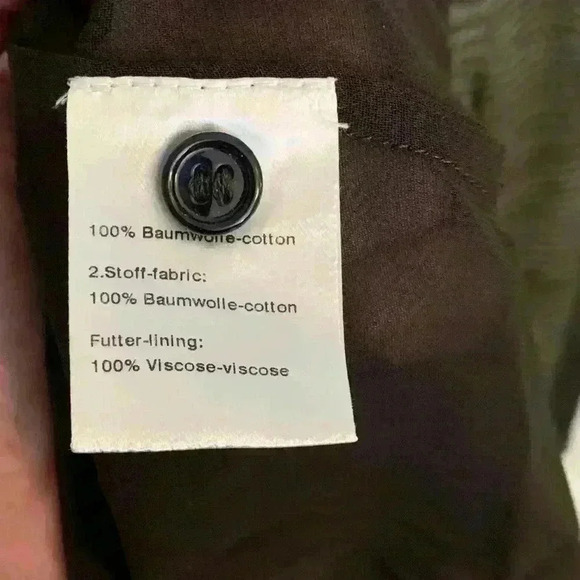 100% Baumwolle-cotton
2.Stoff-fabric:
100% Baumwolle-cotton
Futter-lining:
100% Viscose-viscose